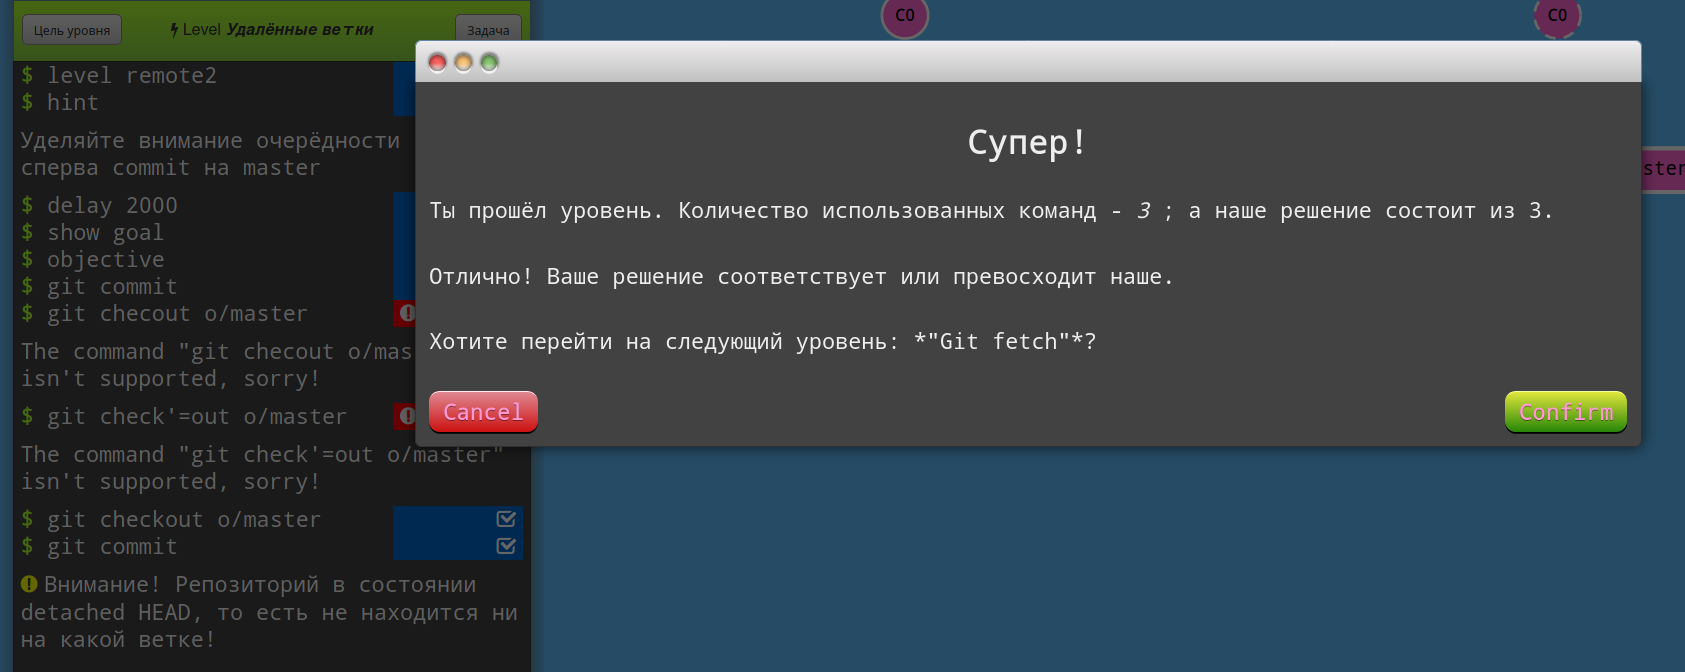 C0
C0
Цель уровня
Level Удалённые ветки
Задача
$ level remote2
$ hint
Уделяйте внимание очерёдности
сперва commit на master
$ delay 2000
$ show goal
$ objective
$ git commit
$ git checout o/master
The command "git checout o/mas
isn't supported, sorry!
$ git check'=out o/master
The command "git check'=out o/master"
isn't supported, sorry!
$ git checkout o/master
$ git commit
Внимание! Репозиторий в состоянии
detached HEAD, то есть не находится ни
на какой ветке!
Супер!
Ты прошёл уровень. Количество использованных команд - 3 ; а наше решение состоит из 3.
Отлично! Ваше решение соответствует или превосходит наше.
Хотите перейти на следующий уровень: *"Git fetch"*?
Cancel
Confirm
ster